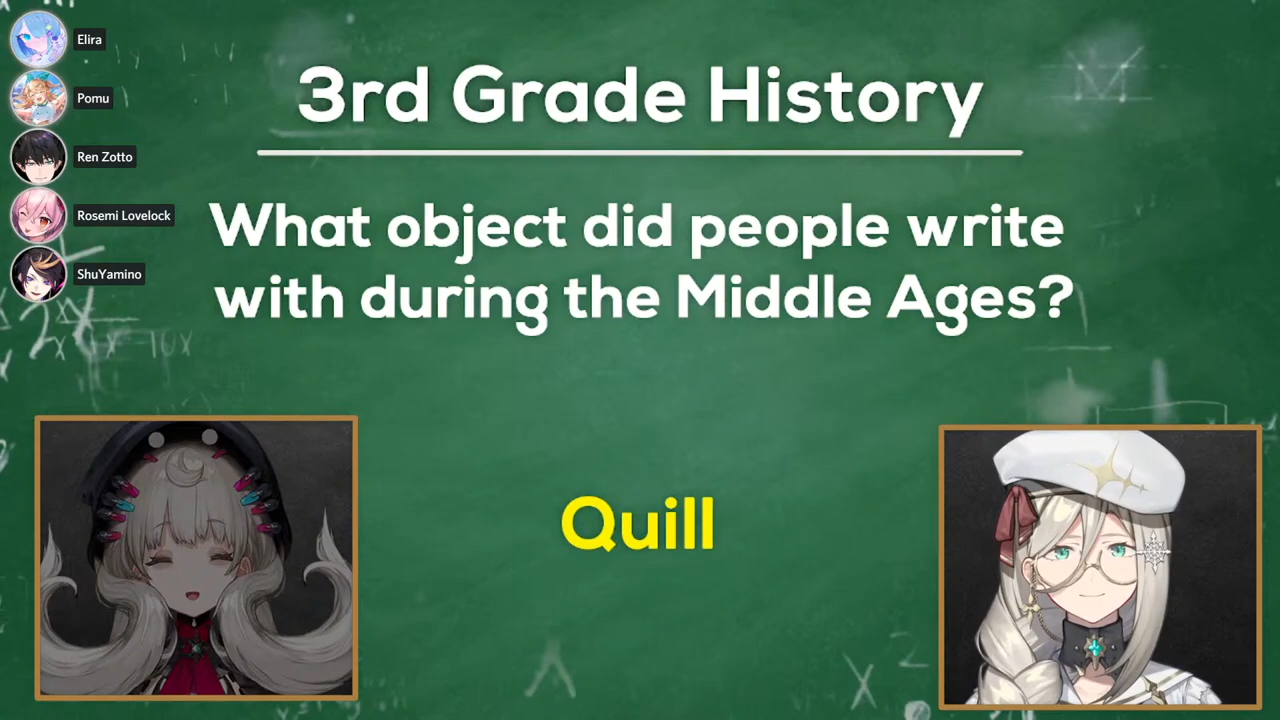 Elira
Pomu
Ren Zotto
Rosemi Lovelock
ShuYamino
3rd Grade History
What object did people write
with during the Middle Ages?
Quill